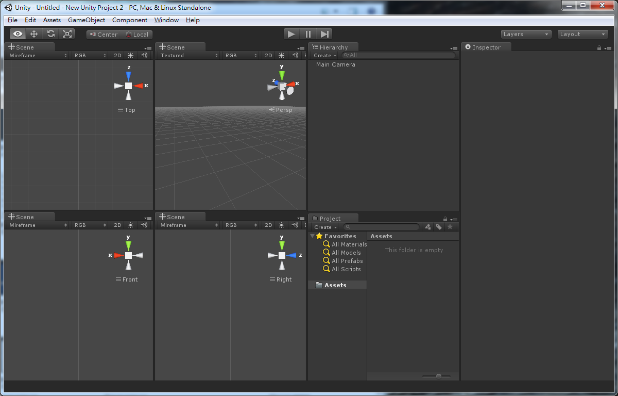 Unity - Untitled - New Unity Project 2 - PC, Mac & Linux Standalone
File Edit Assets GameObject Component Window Help
Center Local Layers Layout
Scene
Wireframe RGB 2D
z
x
Top
Scene
Textured RGB 2D
y
z x
Persp
Hierarchy
Create All
Main Camera
Inspector
Scene
Wireframe RGB 2D
y
x
Front
Scene
Wireframe RGB 2D
y
z
Right
Project
Create
Favorites
All Materials
All Models
All Prefabs
All Scripts
Assets
Assets
This folder is empty